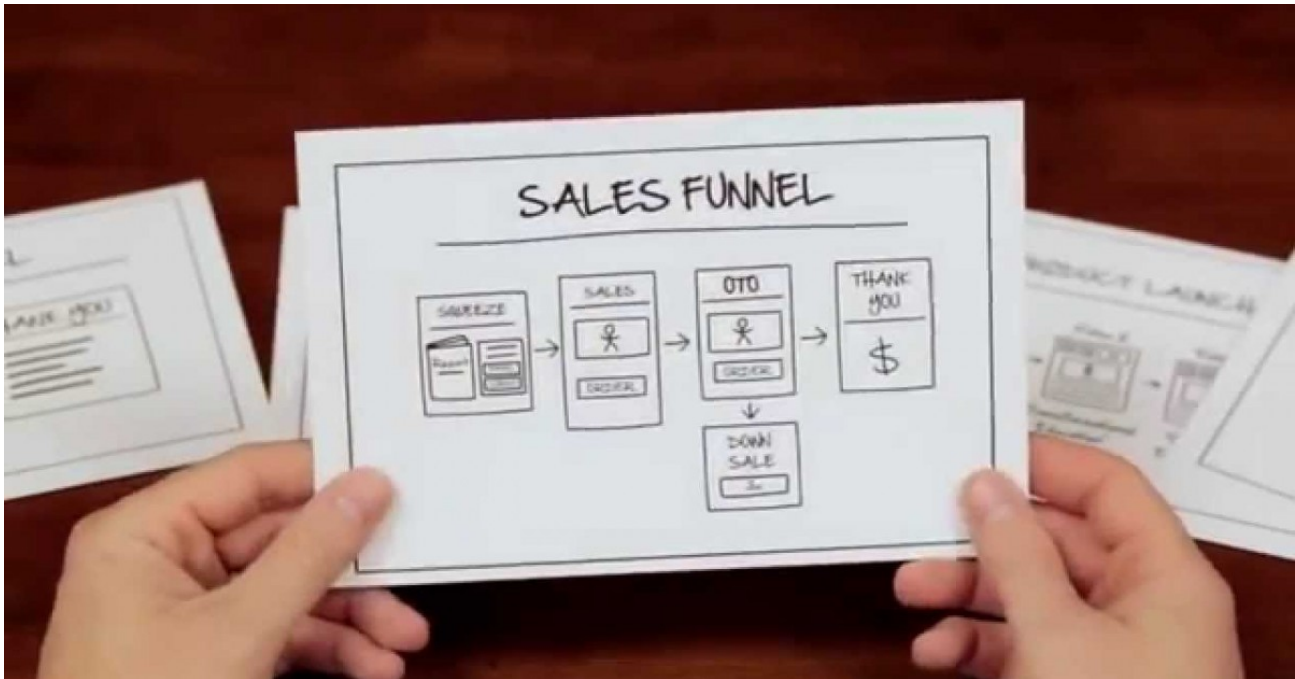 SALES FUNNEL
SQUEEZE
Report
SALES
ORDER
OTO
ORDER
THANK
YOU
$
DOWN
SALE
THANK YOU
PRODUCT LAUNCH